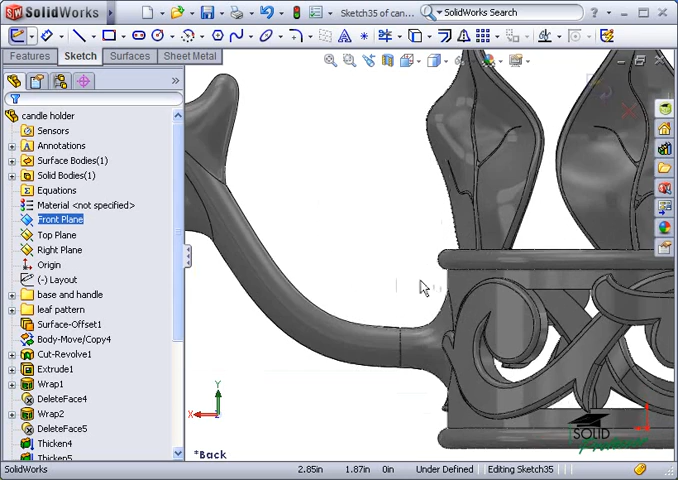 SolidWorks
Sketch35 of can...
SolidWorks Search
Features
Sketch
Surfaces
Sheet Metal
candle holder
Sensors
Annotations
Surface Bodies(1)
Solid Bodies(1)
Equations
Material <not specified>
Front Plane
Top Plane
Right Plane
Origin
(-) Layout
base and handle
leaf pattern
Surface-Offset1
Body-Move/Copy4
Cut-Revolve1
Extrude1
Wrap1
DeleteFace4
Wrap2
DeleteFace5
Thicken4
Thicken5
Y
X
*Back
SOLID
Professor
SolidWorks
2.85in
1.87in
0in
Under Defined
Editing Sketch35